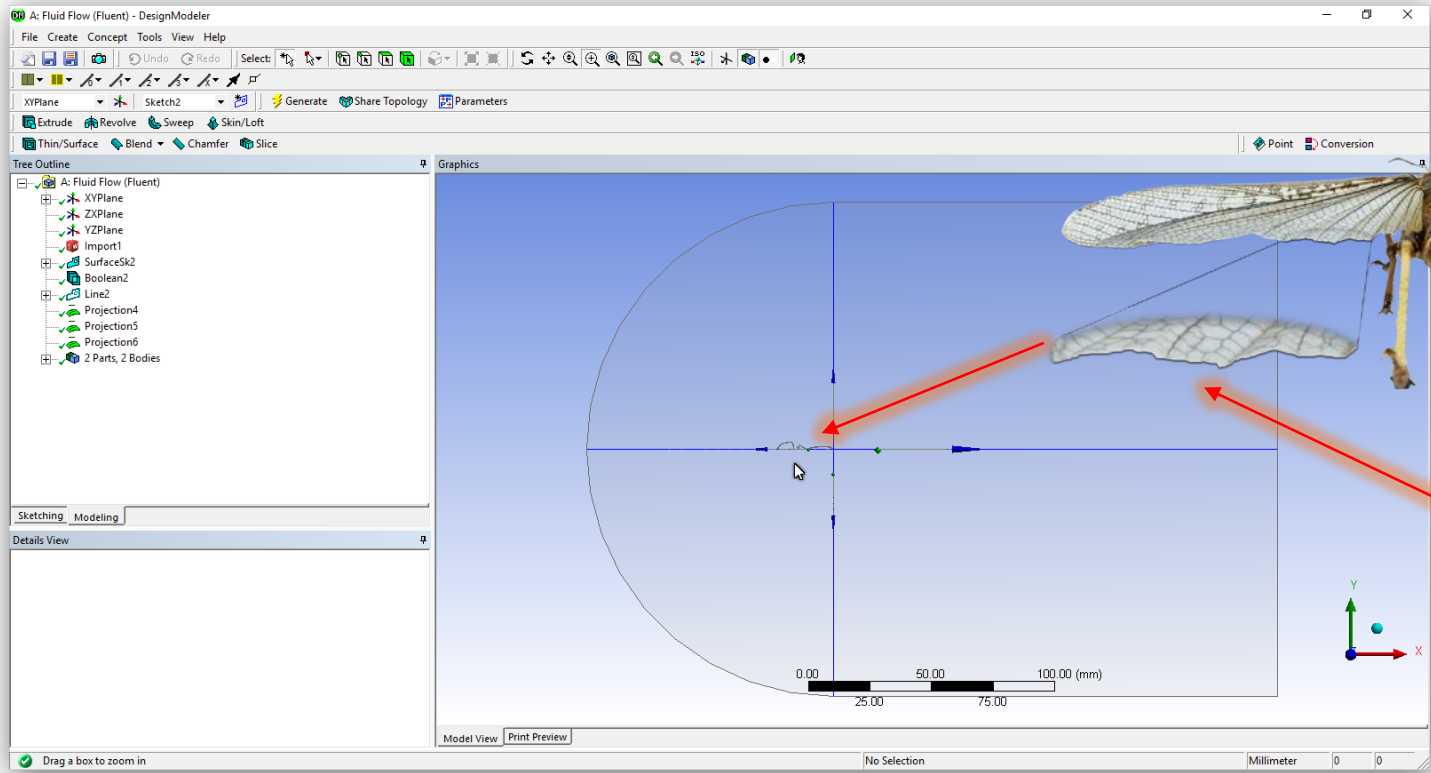 A: Fluid Flow (Fluent) - DesignModeler
File Create Concept Tools View Help
Undo Redo Select: ISO
XYPlane Sketch2 Generate Share Topology Parameters
Extrude Revolve Sweep Skin/Loft
Thin/Surface Blend Chamfer Slice Point Conversion
Tree Outline
Graphics
A: Fluid Flow (Fluent)
XYPlane
ZXPlane
YZPlane
Import1
SurfaceSk2
Boolean2
Line2
Projection4
Projection5
Projection6
2 Parts, 2 Bodies
Sketching Modeling
Details View
Y
X
0.00 50.00 100.00 (mm)
25.00 75.00
Model View Print Preview
Drag a box to zoom in No Selection Millimeter 0 0